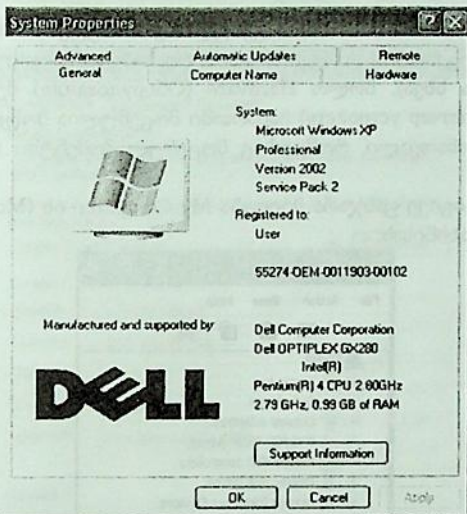 System Properties
Advanced
Automatic Updates
Remote
General
Computer Name
Hardware
System:
Microsoft Windows XP
Professional
Version 2002
Service Pack 2
Registered to:
User
55274-OEM-0011903-00102
Manufactured and supported by
Dell Computer Corporation
Dell OPTIPLEX GX280
Intel(R)
Pentium(R) 4 CPU 2.80GHz
2.79 GHz, 0.99 GB of RAM
DELL
Support Information
OK
Cancel
Apply